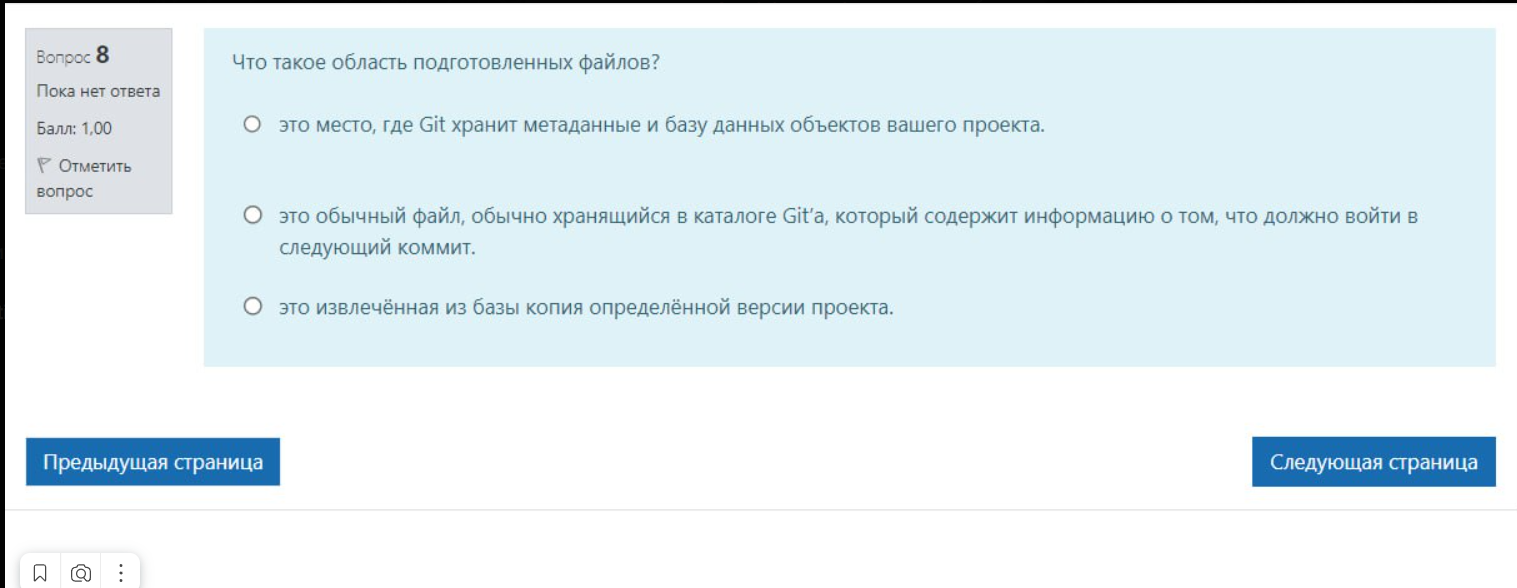 Вопрос 8
Пока нет ответа
Балл: 1,00
Отметить
вопрос
Что такое область подготовленных файлов?
это место, где Git хранит метаданные и базу данных объектов вашего проекта.
это обычный файл, обычно хранящийся в каталоге Git'а, который содержит информацию о том, что должно войти в
следующий коммит.
это извлечённая из базы копия определённой версии проекта.
Предыдущая страница
Следующая страница